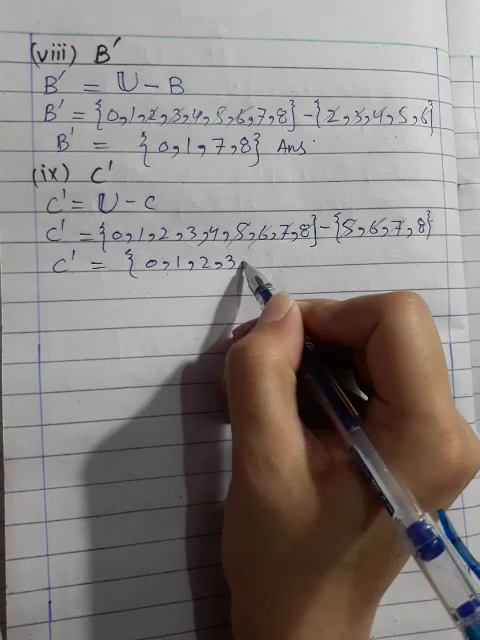 (viii) B'
B' = U - B
B' = {0,1,2,3,4,5,6,7,8} - {2,3,4,5,6}
B' = {0,1,7,8} Ans.
(ix) C'
C' = U - C
C' = {0,1,2,3,4,5,6,7,8} - {5,6,7,8}
C' = {0,1,2,3,